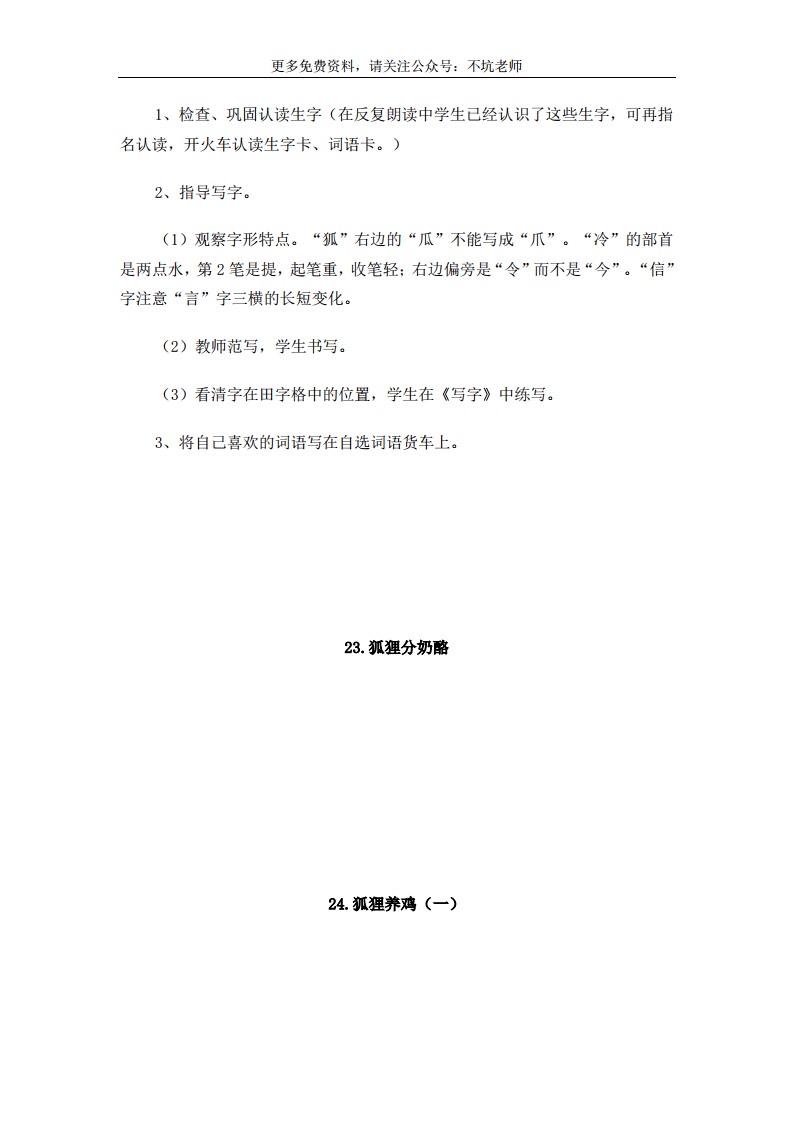 更多免费资料，请关注公众号：不坑老师
1、检查、巩固认读生字（在反复朗读中学生已经认识了这些生字，可再指
名认读，开火车认读生字卡、词语卡。）
2、指导写字。
（1）观察字形特点。“狐”右边的“瓜”不能写成“爪”。“冷”的部首
是两点水，第 2 笔是提，起笔重，收笔轻；右边偏旁是“令”而不是“今”。“信”
字注意“言”字三横的长短变化。
（2）教师范写，学生书写。
（3）看清字在田字格中的位置，学生在《写字》中练写。
3、将自己喜欢的词语写在自选词语货车上。
23.狐狸分奶酪
24.狐狸养鸡（一）